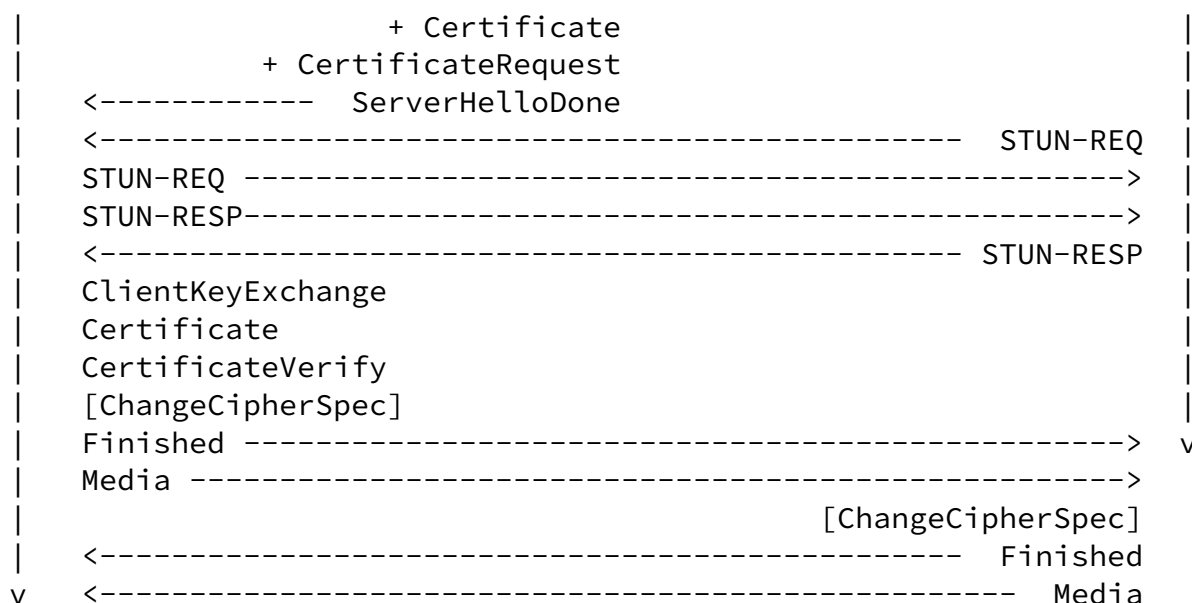 |                    + Certificate                               |
|             + CertificateRequest                               |
|   <------------  ServerHelloDone                               |
|   <------------------------------------------------  STUN-REQ  |
|   STUN-REQ ------------------------------------------------->  |
|   STUN-RESP------------------------------------------------->  |
|   <------------------------------------------------ STUN-RESP  |
|   ClientKeyExchange                                            |
|   Certificate                                                  |
|   CertificateVerify                                            |
|   [ChangeCipherSpec]                                           |
|   Finished ------------------------------------------------->  v
|   Media ---------------------------------------------------->
|                                            [ChangeCipherSpec]
|   <------------------------------------------------  Finished
v   <---------------------------------------------------  Media